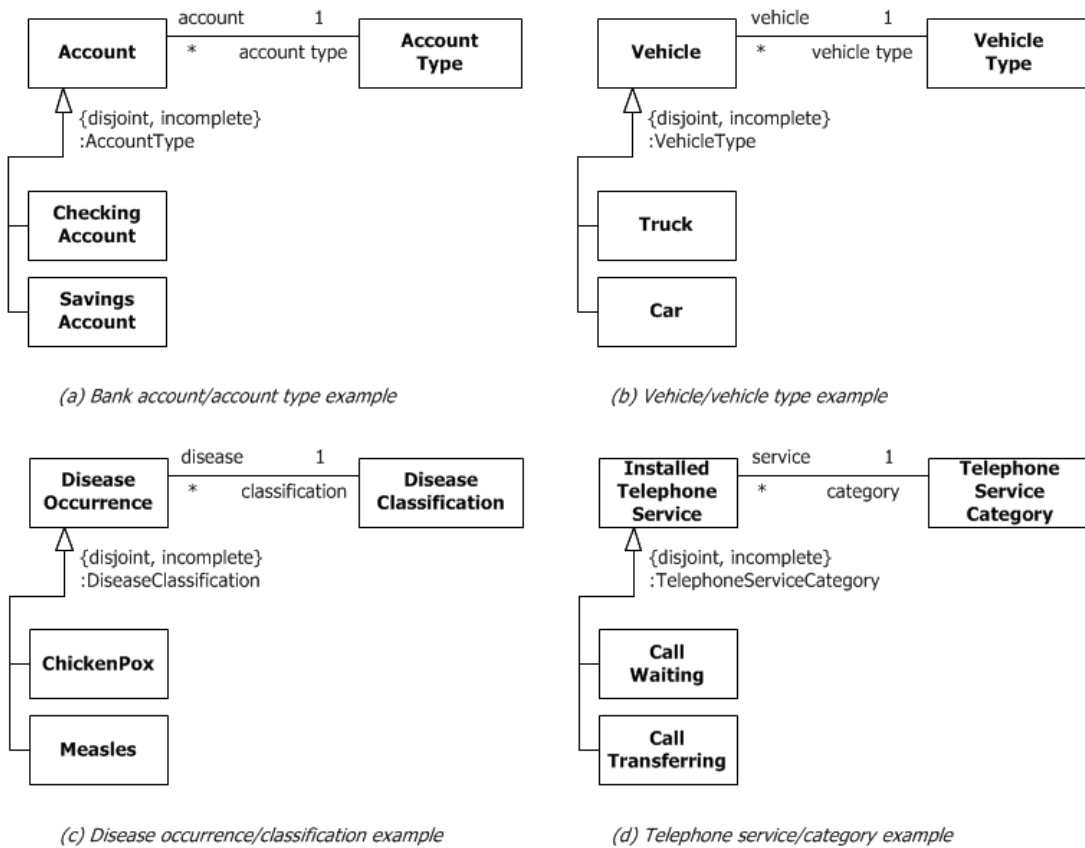 account 1
Account
* account type
Account
Type
{disjoint, incomplete}
:AccountType
Checking
Account
Savings
Account
(a) Bank account/account type example
vehicle 1
Vehicle
* vehicle type
Vehicle
Type
{disjoint, incomplete}
:VehicleType
Truck
Car
(b) Vehicle/vehicle type example
disease 1
Disease
Occurrence
* classification
Disease
Classification
{disjoint, incomplete}
:DiseaseClassification
ChickenPox
Measles
(c) Disease occurrence/classification example
service 1
Installed
Telephone
Service
* category
Telephone
Service
Category
{disjoint, incomplete}
:TelephoneServiceCategory
Call
Waiting
Call
Transferring
(d) Telephone service/category example